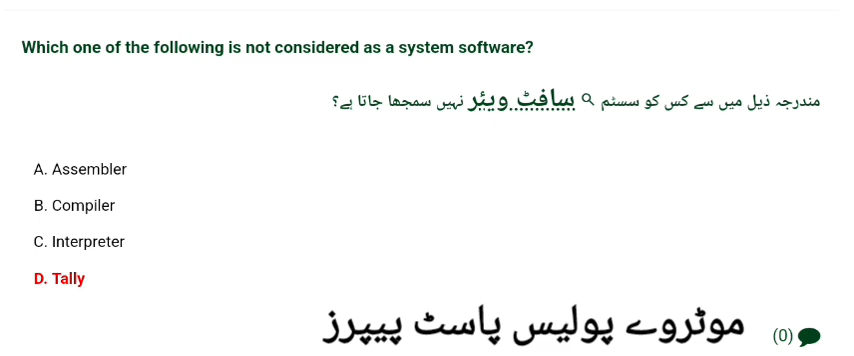 Which one of the following is not considered as a system software?
مندرجہ ذیل میں سے کس کو سسٹم سافٹ ویئر نہیں سمجھا جاتا ہے؟
A. Assembler
B. Compiler
C. Interpreter
D. Tally
موٹروے پولیس پاسٹ پیپرز
(0)